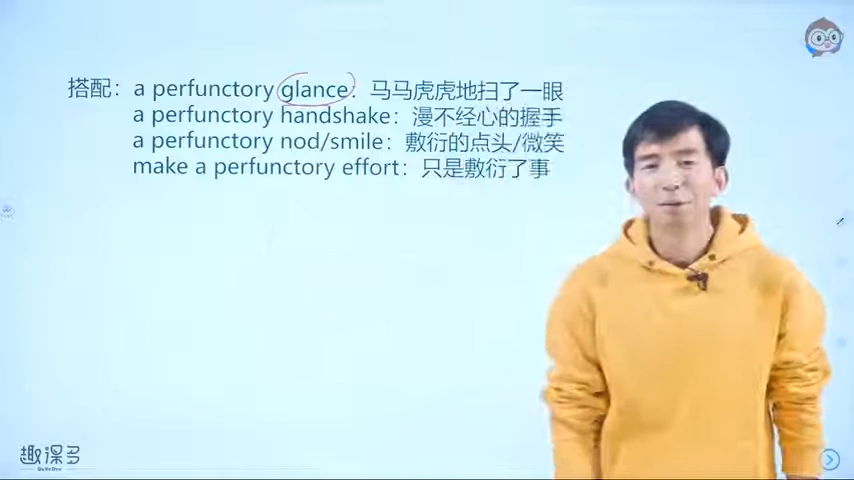 搭配：a perfunctory glance：马马虎虎地扫了一眼
a perfunctory handshake：漫不经心的握手
a perfunctory nod/smile：敷衍的点头/微笑
make a perfunctory effort：只是敷衍了事
趣课多